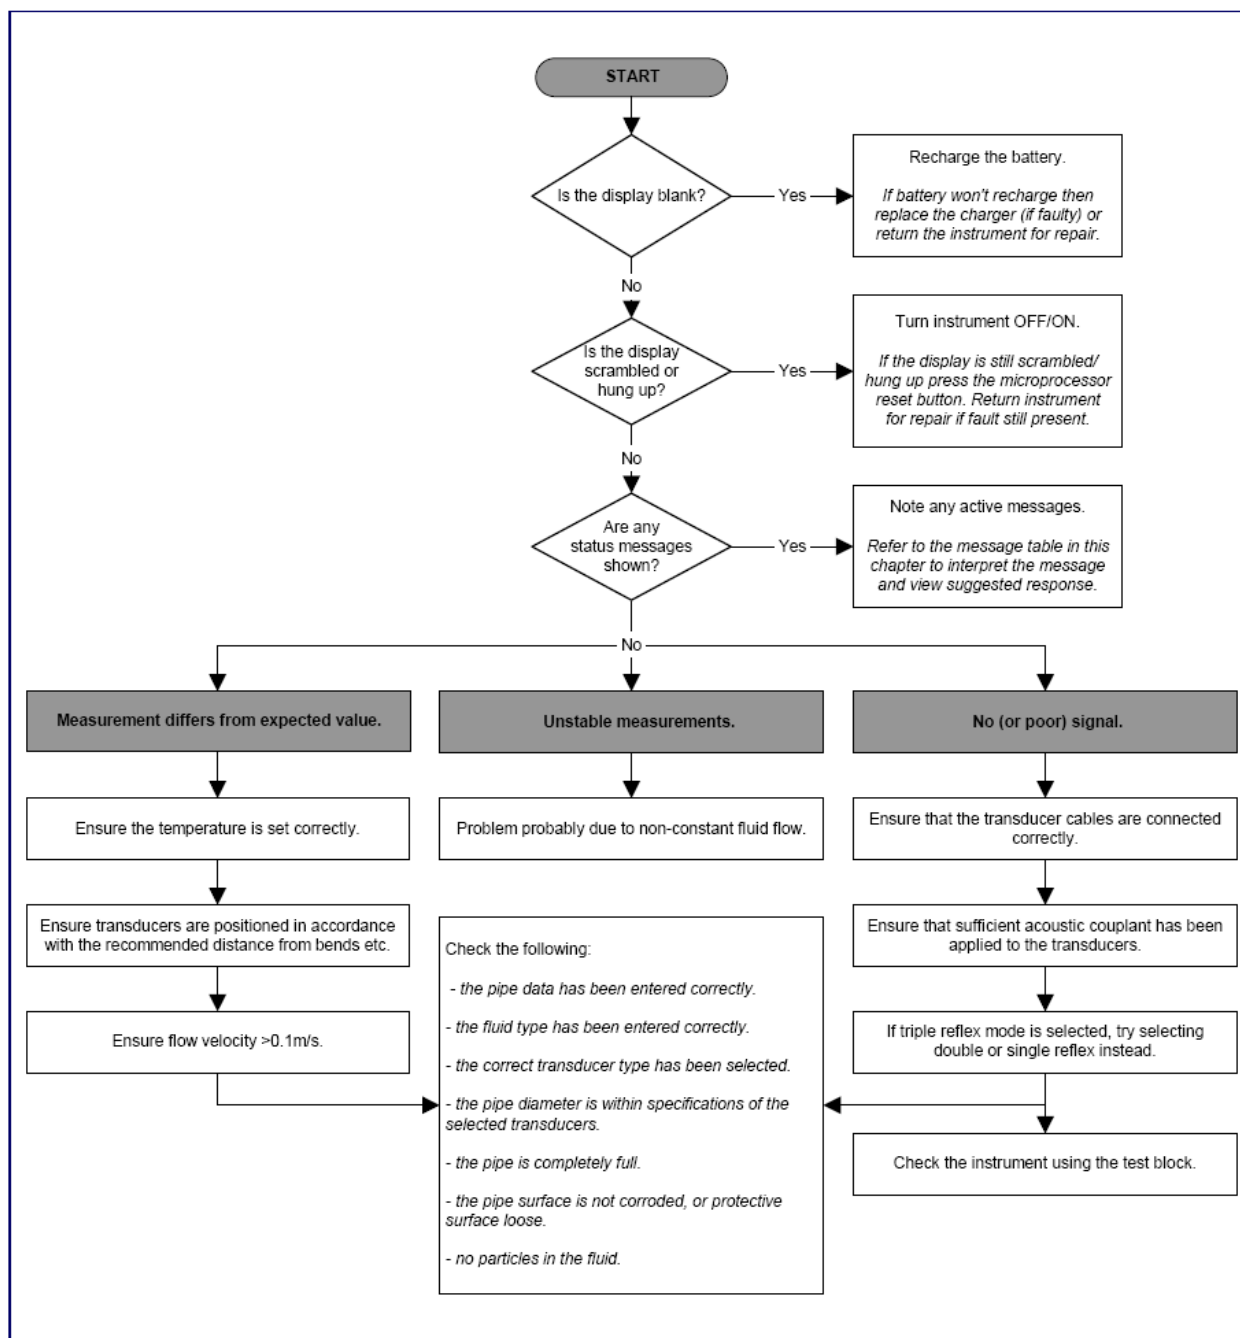 START
Is the display blank?
Yes
Recharge the battery.
If battery won't recharge then
replace the charger (if faulty) or
return the instrument for repair.
No
Is the display
scrambled or
hung up?
Yes
Turn instrument OFF/ON.
If the display is still scrambled/
hung up press the microprocessor
reset button. Return instrument
for repair if fault still present.
No
Are any
status messages
shown?
Yes
Note any active messages.
Refer to the message table in this
chapter to interpret the message
and view suggested response.
No
Measurement differs from expected value.
Ensure the temperature is set correctly.
Ensure transducers are positioned in accordance
with the recommended distance from bends etc.
Ensure flow velocity >0.1m/s.
Unstable measurements.
Problem probably due to non-constant fluid flow.
Check the following:
- the pipe data has been entered correctly.
- the fluid type has been entered correctly.
- the correct transducer type has been selected.
- the pipe diameter is within specifications of the
selected transducers.
- the pipe is completely full.
- the pipe surface is not corroded, or protective
surface loose.
- no particles in the fluid.
No (or poor) signal.
Ensure that the transducer cables are connected
correctly.
Ensure that sufficient acoustic couplant has been
applied to the transducers.
If triple reflex mode is selected, try selecting
double or single reflex instead.
Check the instrument using the test block.